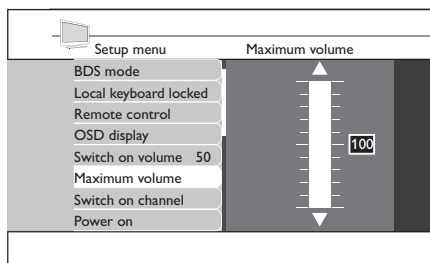 Setup menu
Maximum volume
BDS mode
Local keyboard locked
Remote control
OSD display
Switch on volume 50
Maximum volume
Switch on channel
Power on
100